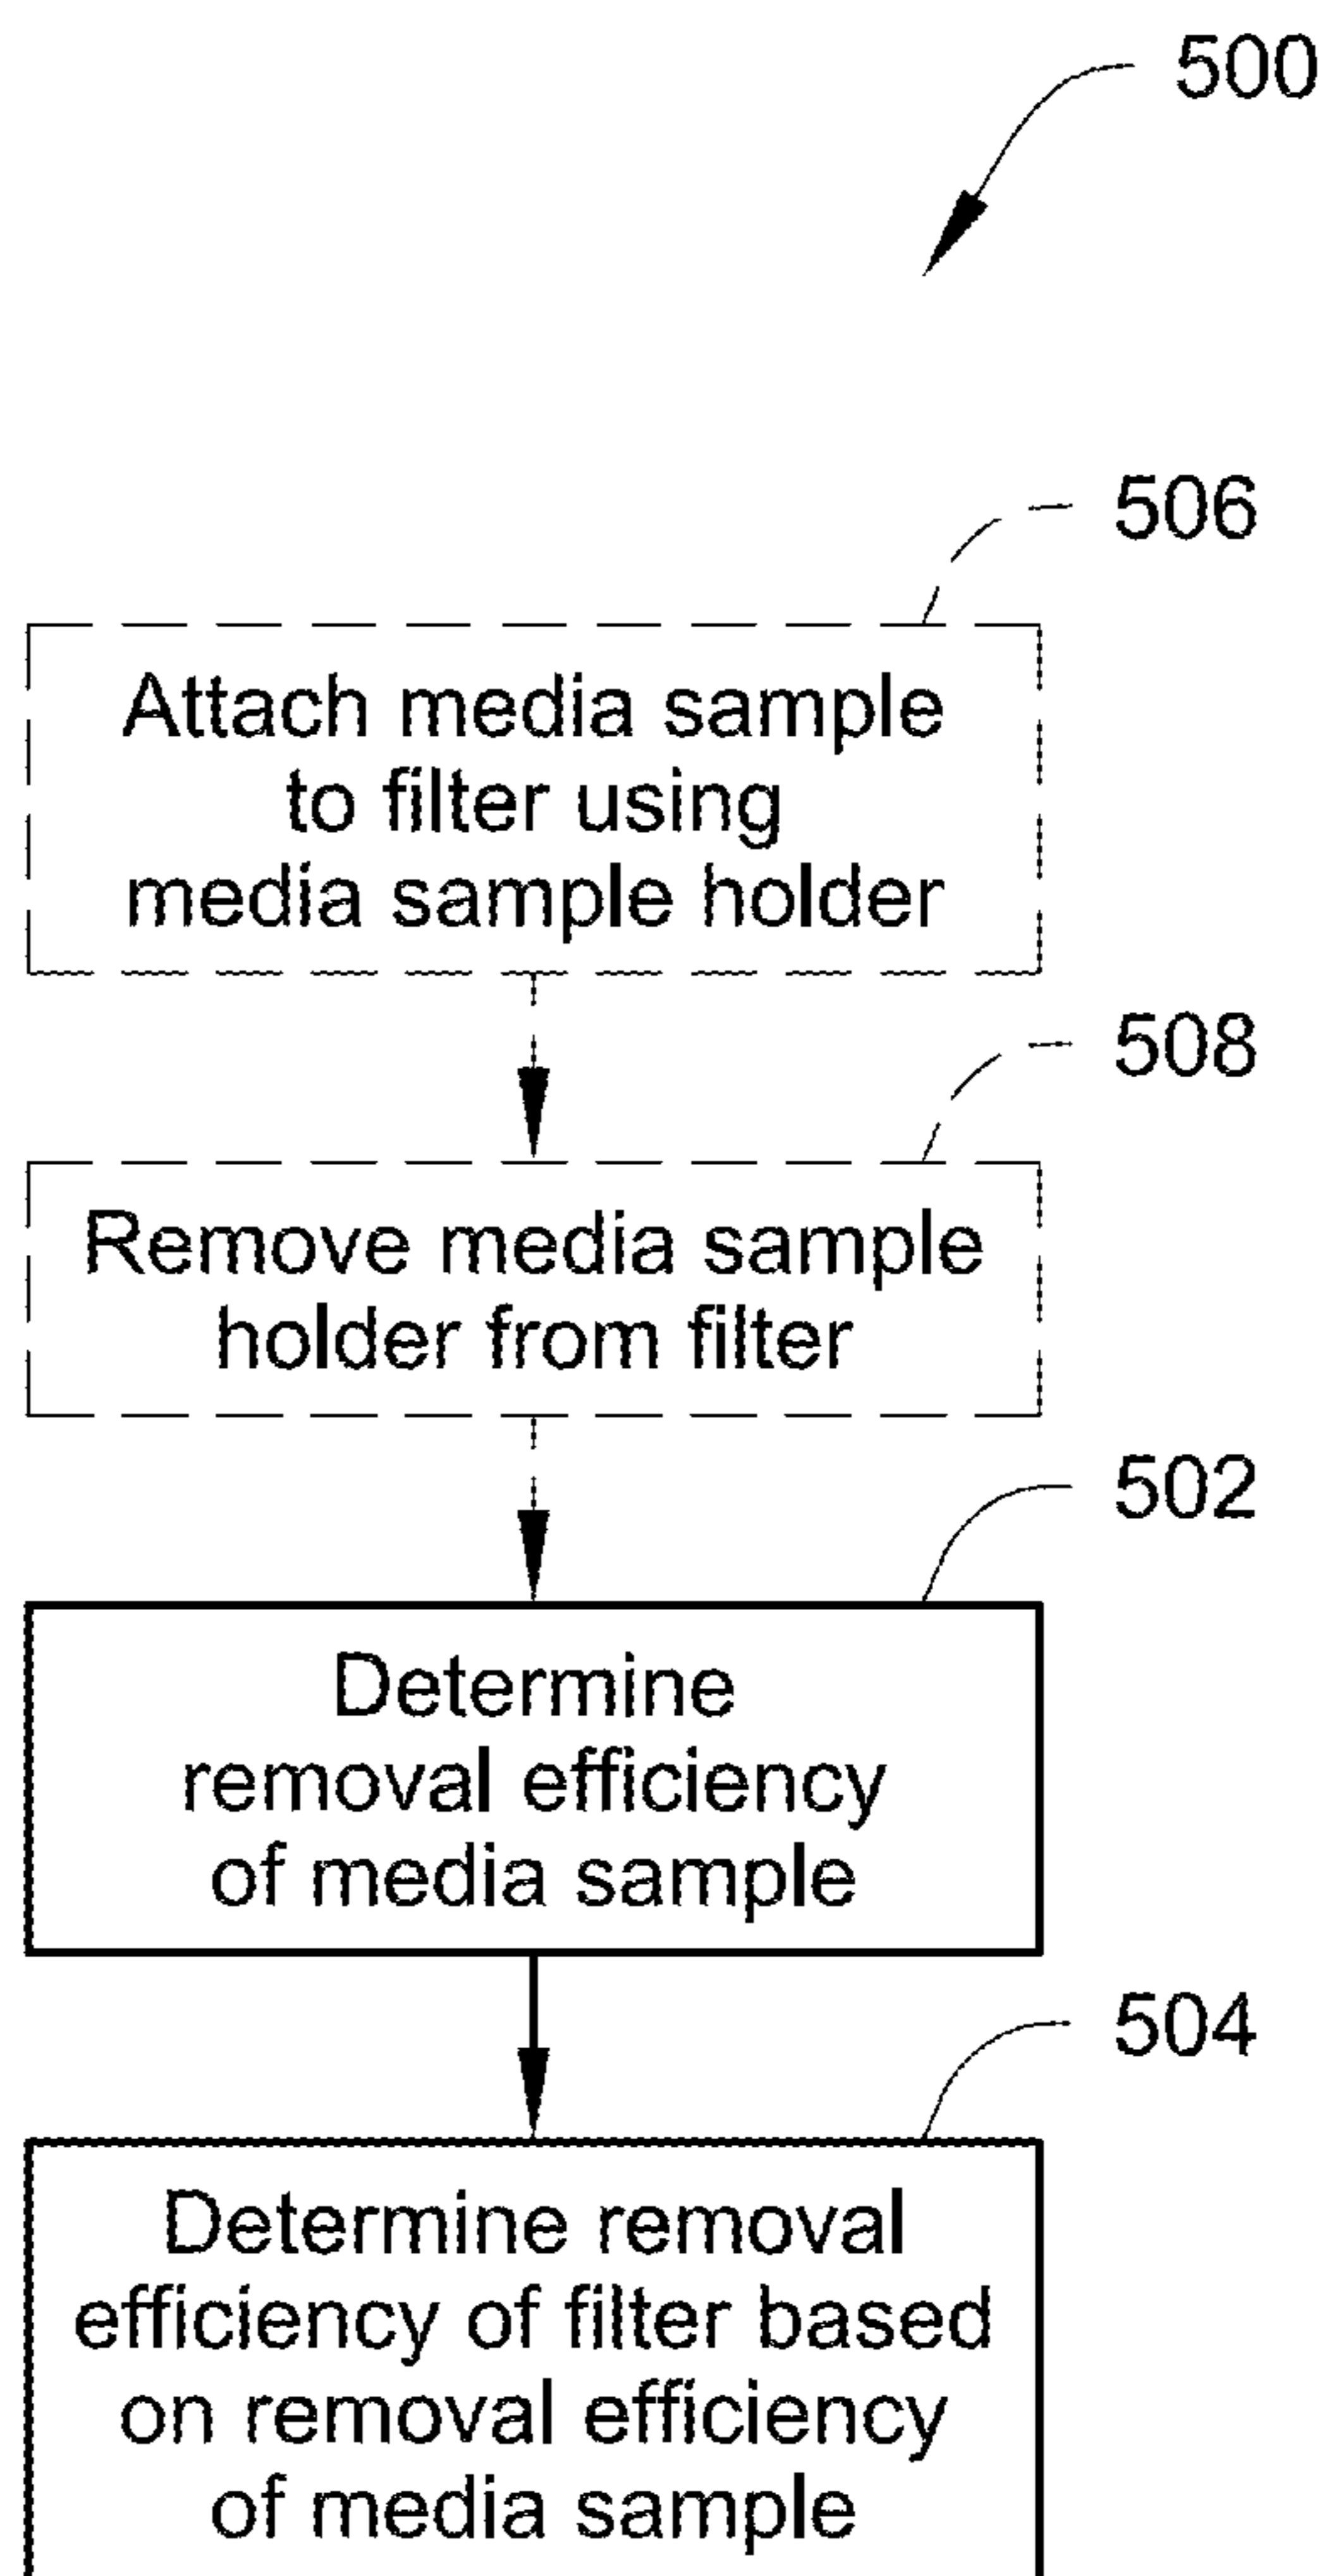 500
506
Attach media sample
to filter using
media sample holder
508
Remove media sample
holder from filter
502
Determine
removal efficiency
of media sample
504
Determine removal
efficiency of filter based
on removal efficiency
of media sample